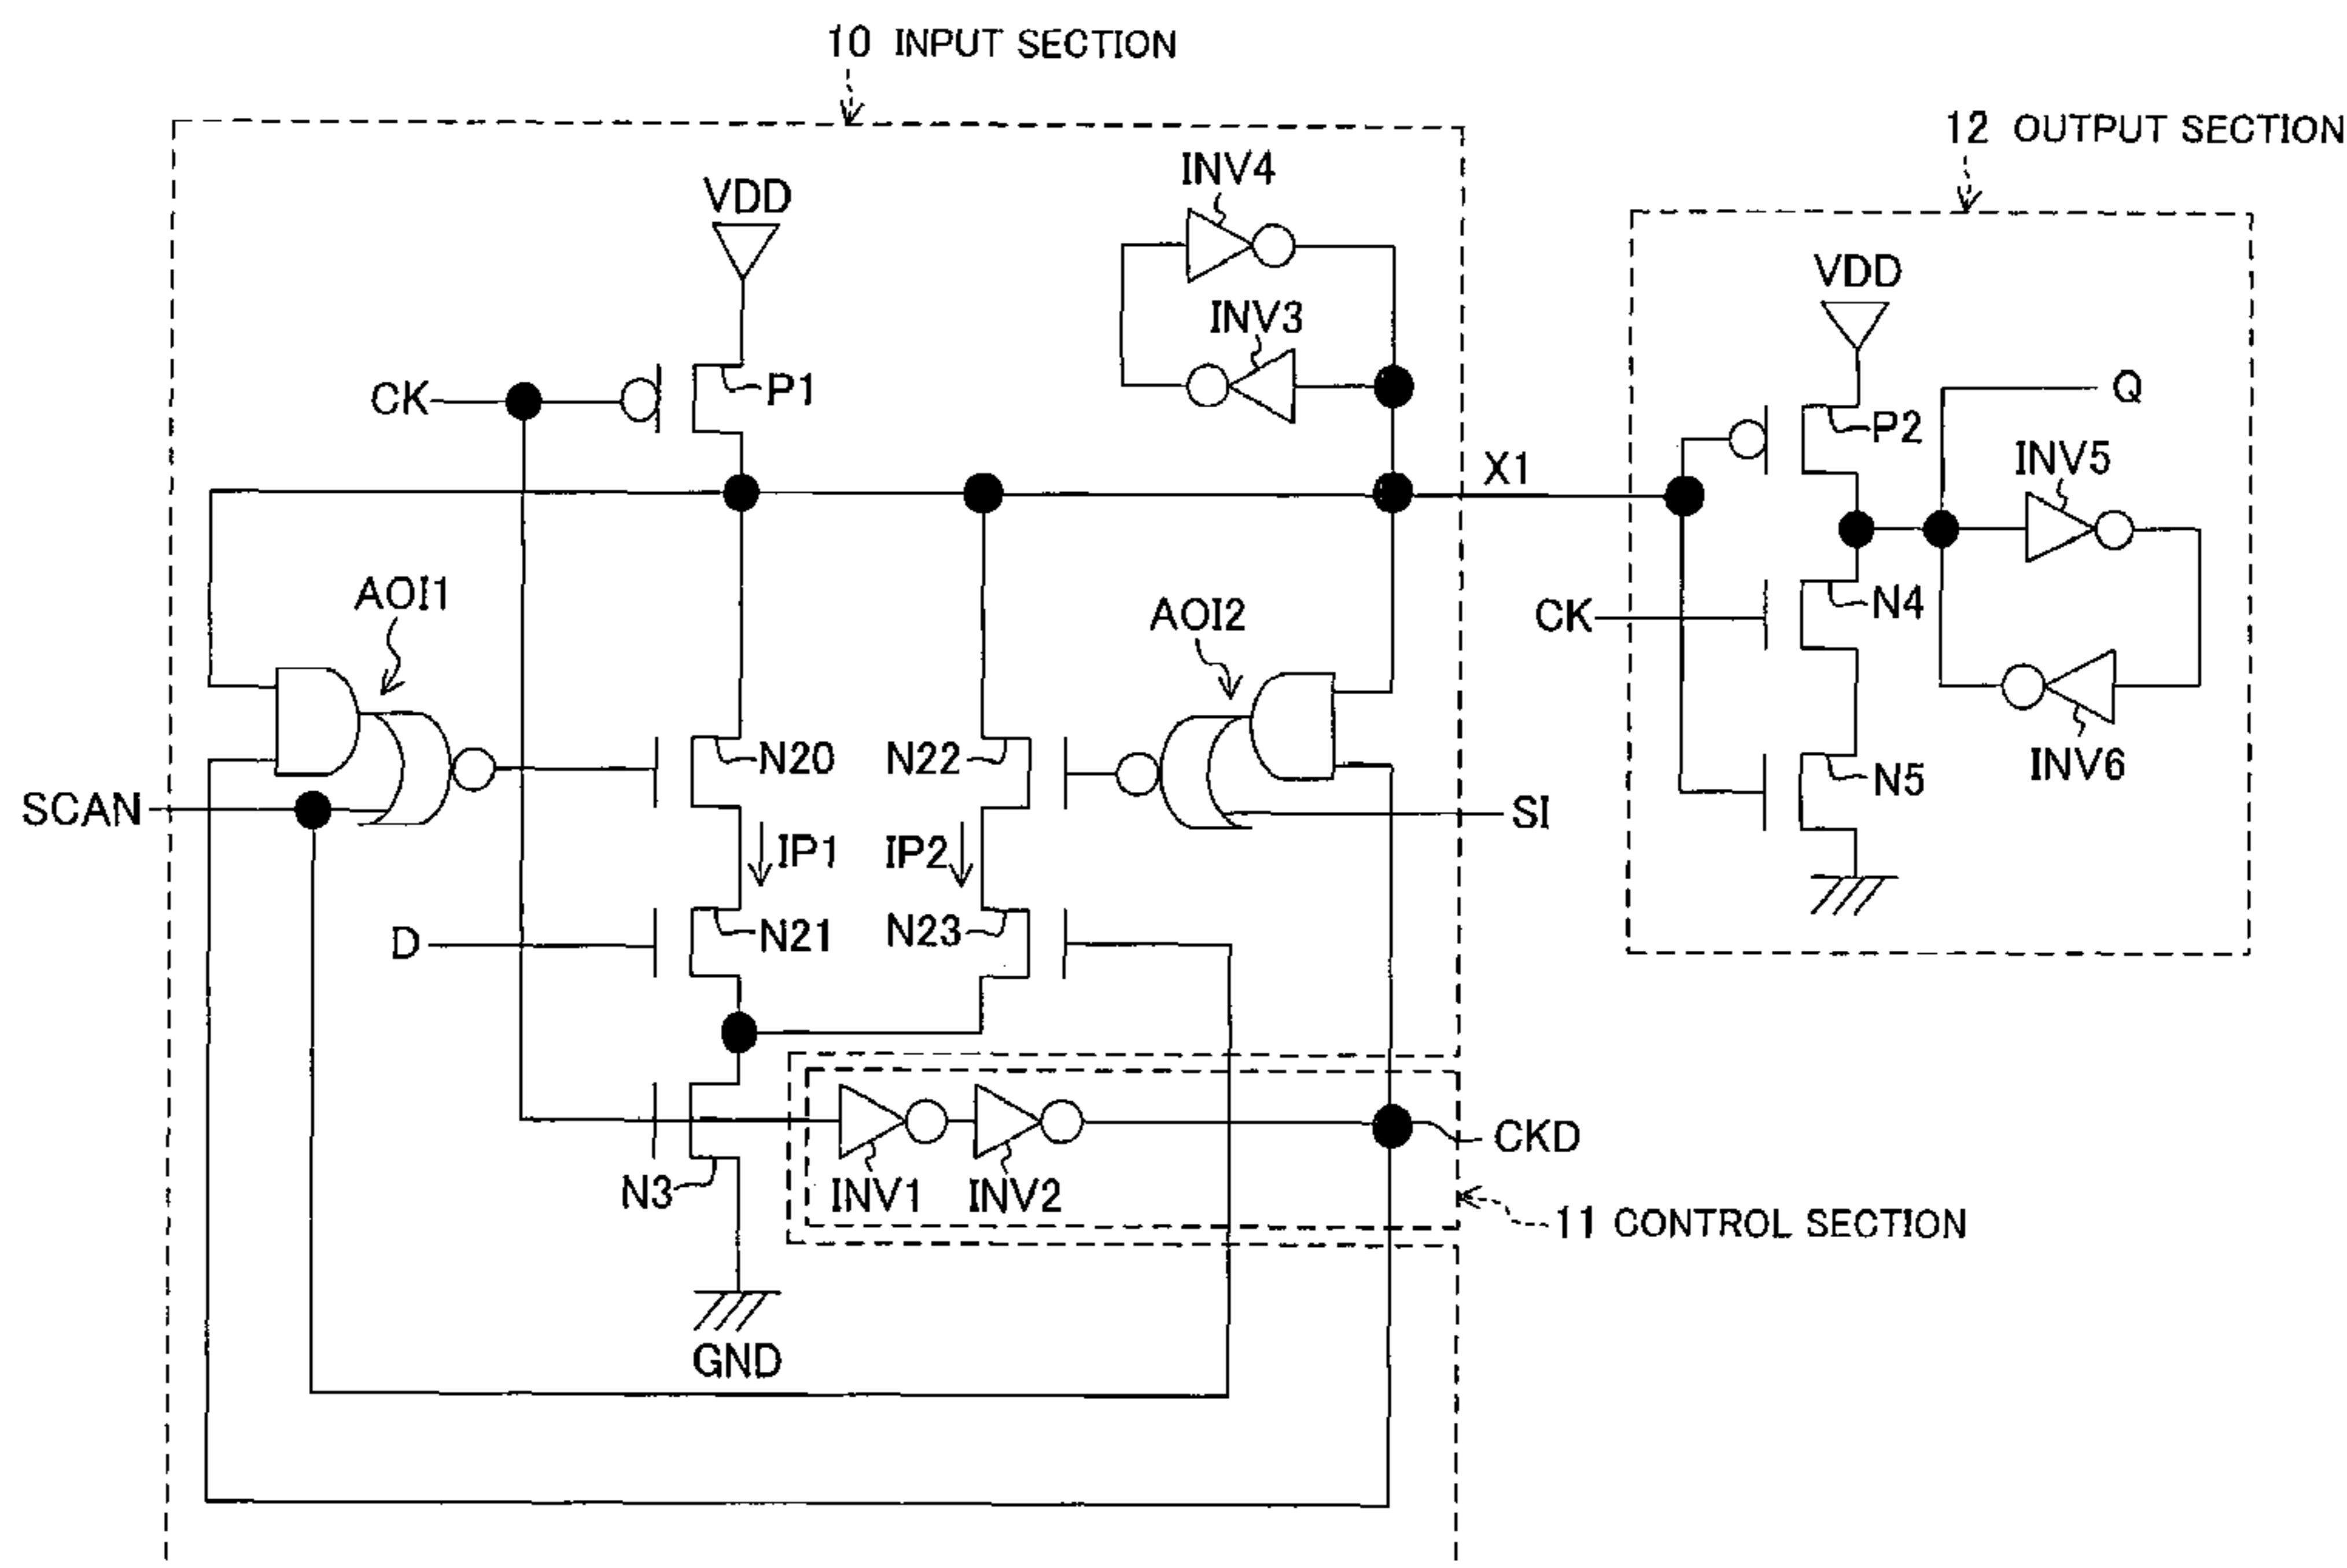 10 INPUT SECTION
12 OUTPUT SECTION
INV4
VDD
VDD
INV3
CK
P1
Q
P2
X1
INV5
AOI1
AOI2
CK
N4
N20
N22
INV6
N5
SCAN
SI
IP1
IP2
D
N21
N23
CKD
N3
INV1
INV2
11 CONTROL SECTION
GND